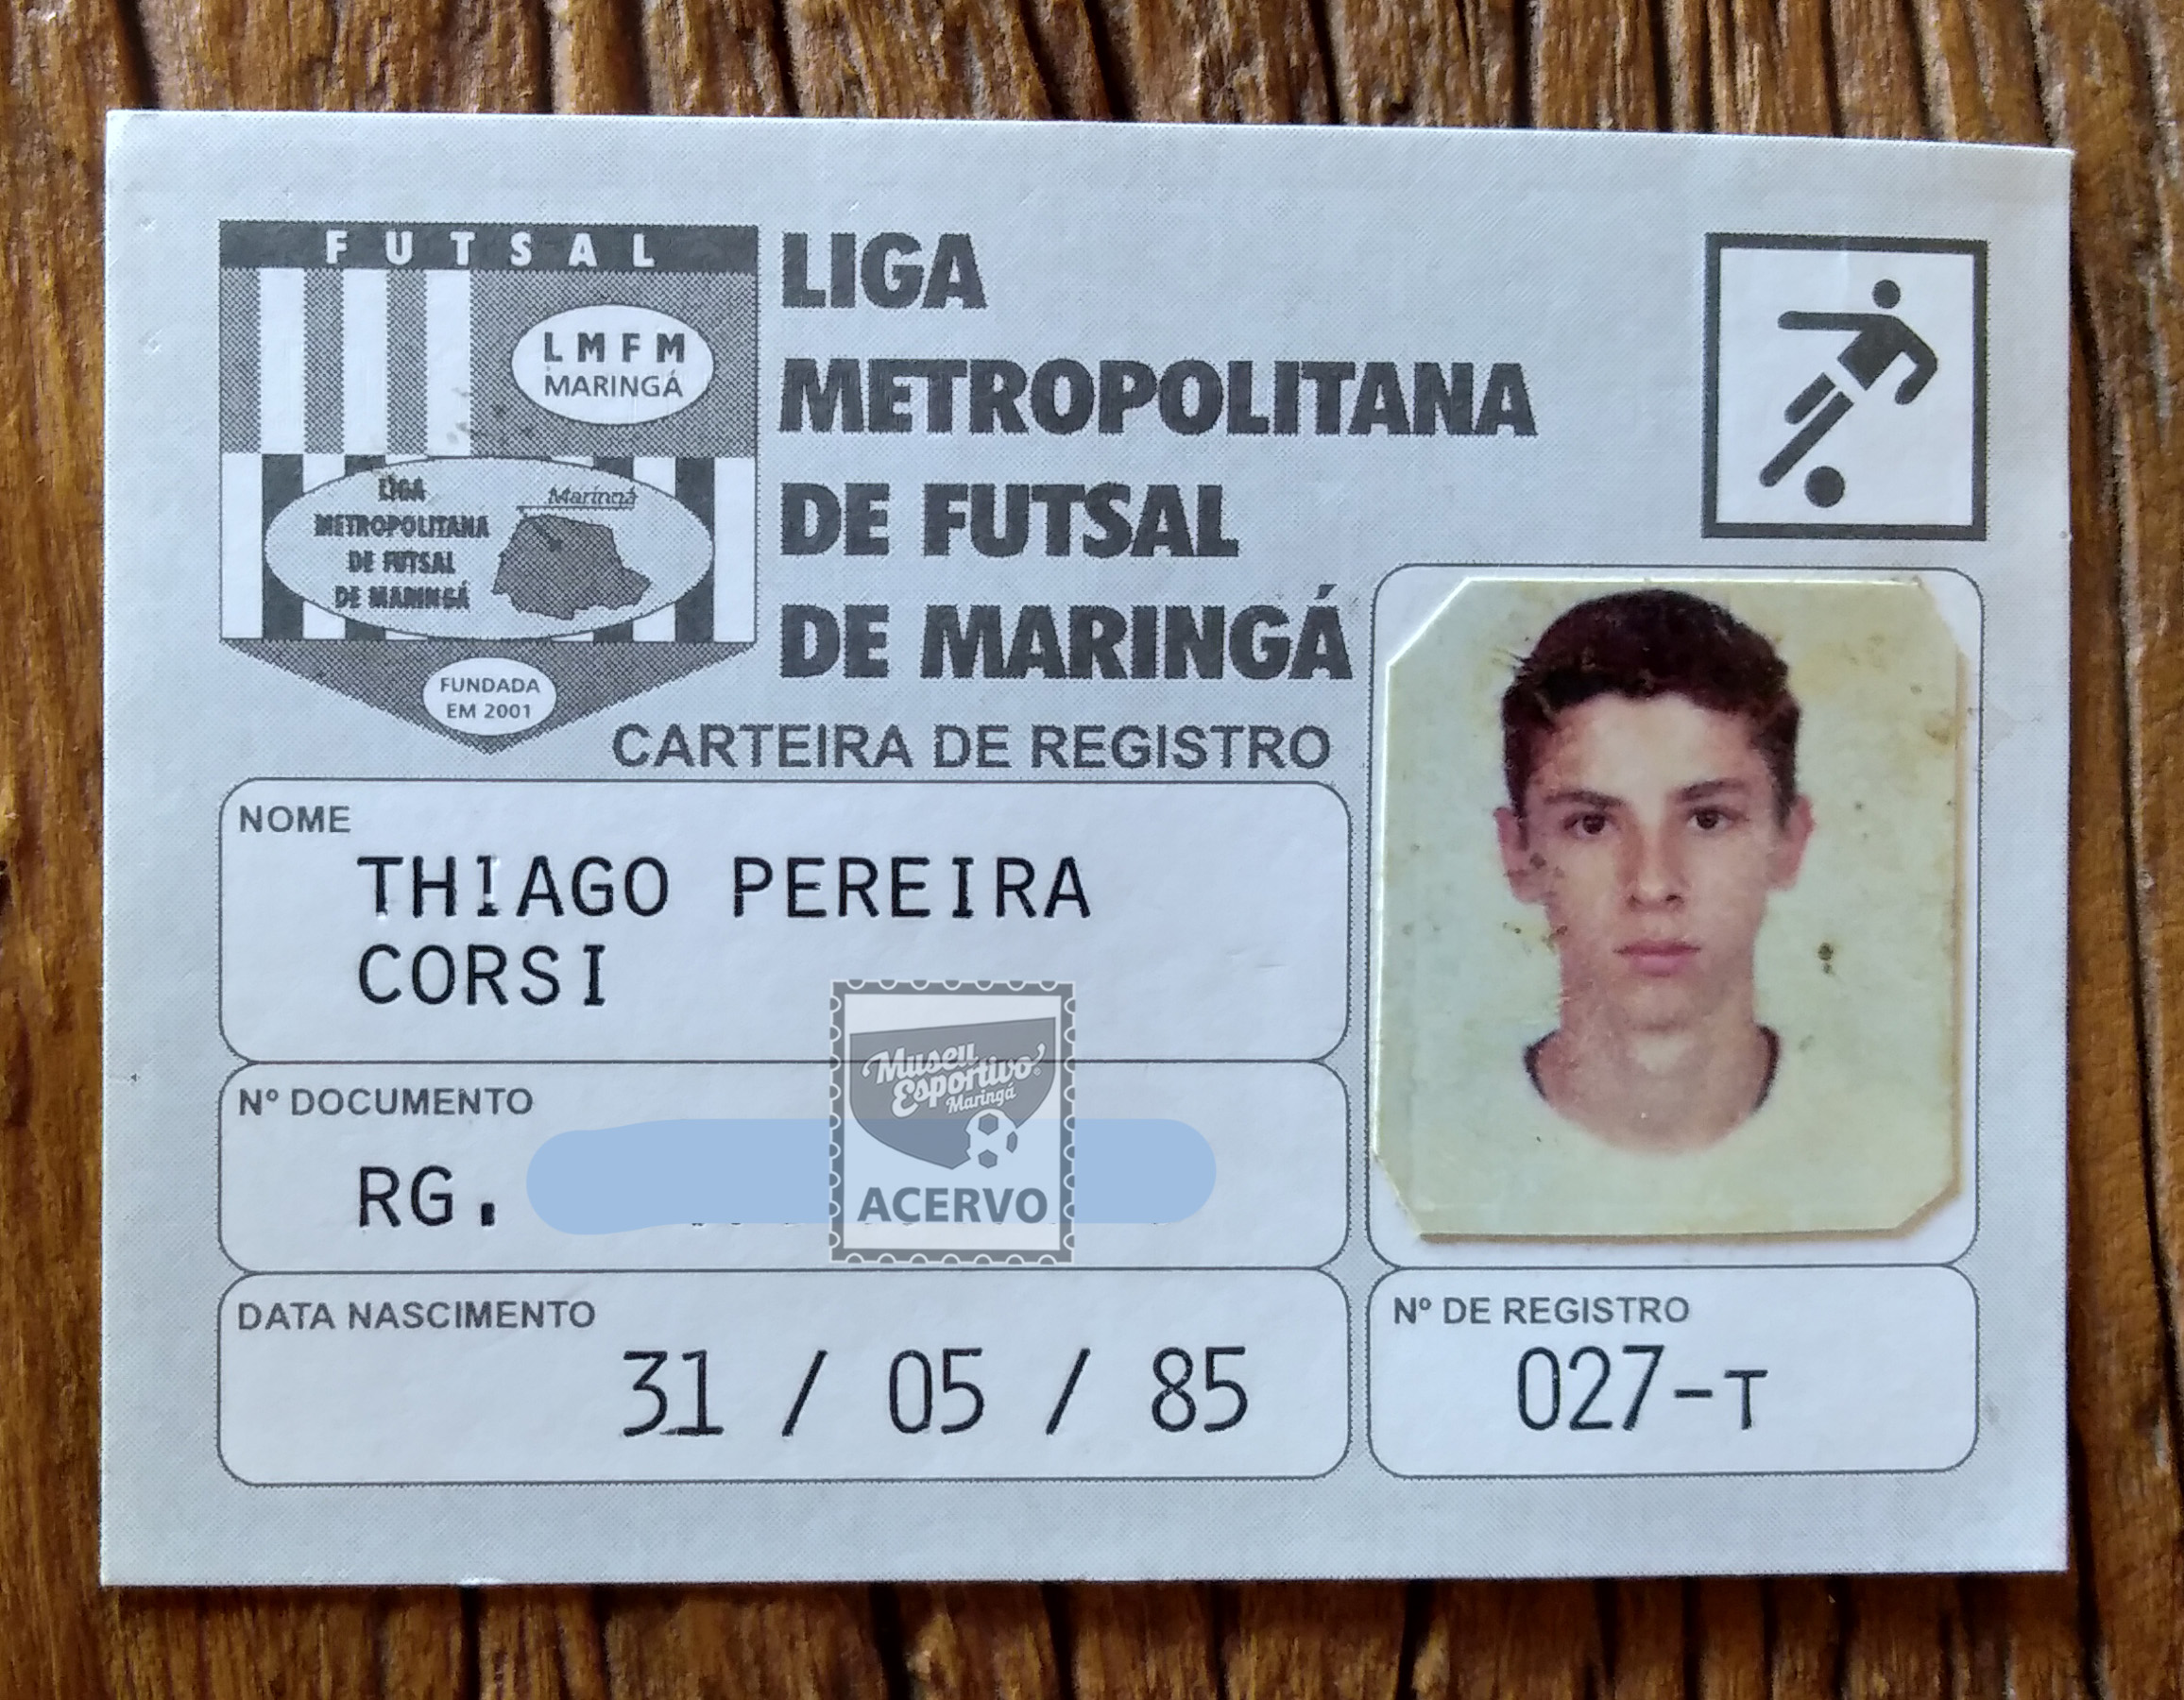 FUTSAL
LMFM
MARINGÁ
LIGA
METROPOLITANA
DE FUTSAL
DE MARINGÁ
Maringá
FUNDADA
EM 2001
LIGA
METROPOLITANA
DE FUTSAL
DE MARINGÁ
CARTEIRA DE REGISTRO
NOME
THIAGO PEREIRA
CORSI
Nº DOCUMENTO
RG.
Museu
Esportivo
Maringá
ACERVO
DATA NASCIMENTO
31 / 05 / 85
Nº DE REGISTRO
027-T